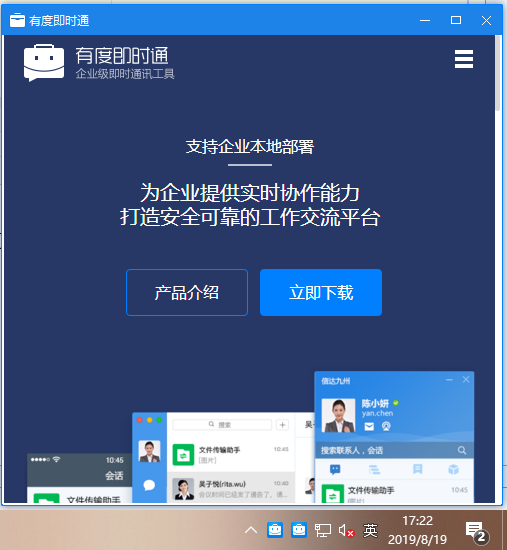 有度即时通
有度即时通
企业级即时通讯工具
支持企业本地部署
为企业提供实时协作能力
打造安全可靠的工作交流平台
产品介绍
立即下载
信达九州
陈小妍
yan.chen
搜索
搜索联系人，会话
10:45
会话
文件传输助手
10:45
[图片]
吴子悦(rita.wu)
10:40
会议时间已经发了通告了，请...
文件传输助手
10:45
[图片]
文件传输助手
10:45
英
17:22
2019/8/19
2